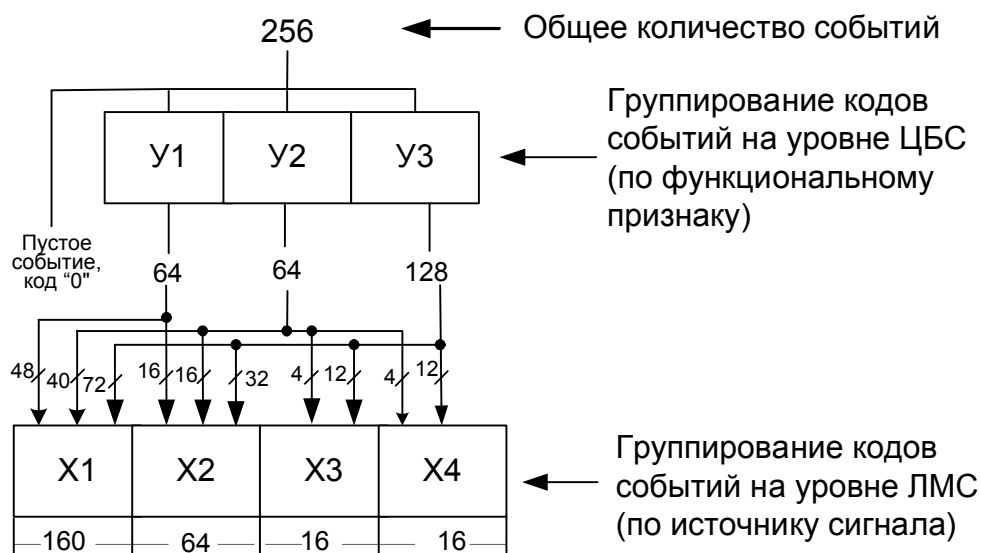 256
Общее количество событий
Группирование кодов
событий на уровне ЦБС
(по функциональному
признаку)
У1 У2 У3
Пустое
событие,
код “0"
64 64 128
48 40 72 16 16 32 4 12 4 12
Х1 Х2 Х3 Х4
Группирование кодов
событий на уровне ЛМС
(по источнику сигнала)
160 64 16 16